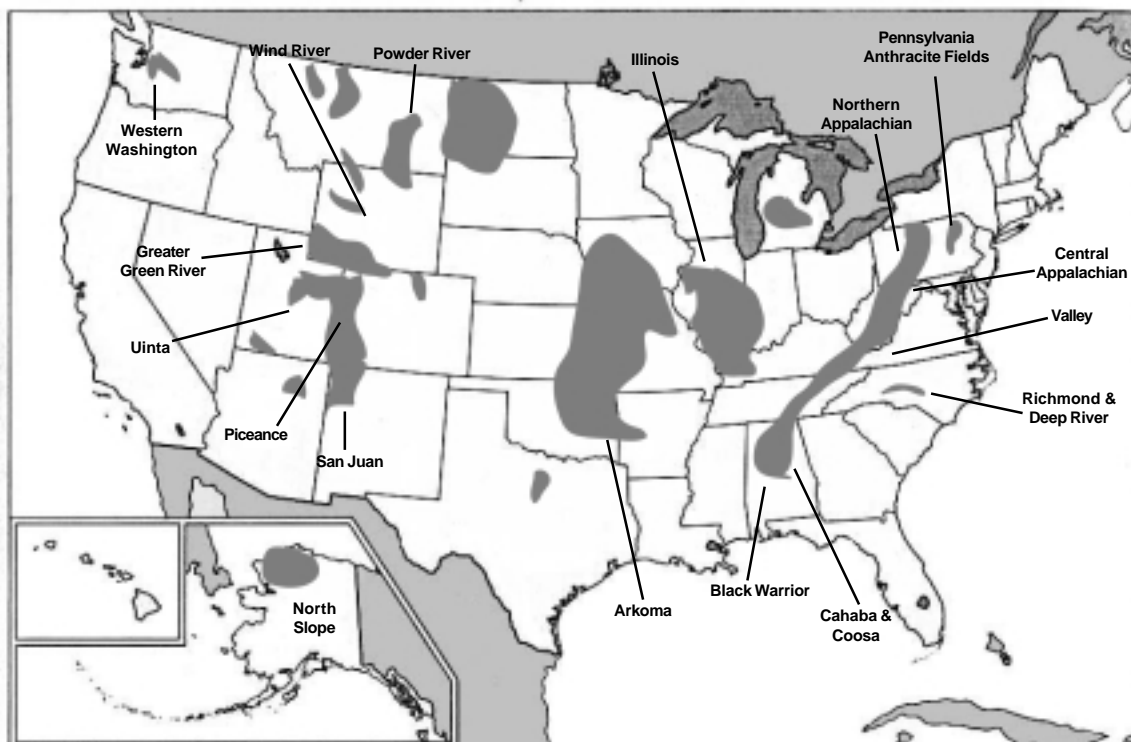 Wind River
Powder River
Illinois
Pennsylvania
Anthracite Fields
Northern
Appalachian
Western
Washington
Greater
Green River
Central
Appalachian
Valley
Uinta
Richmond &
Deep River
Piceance
San Juan
Black Warrior
Arkoma
Cahaba &
Coosa
North
Slope